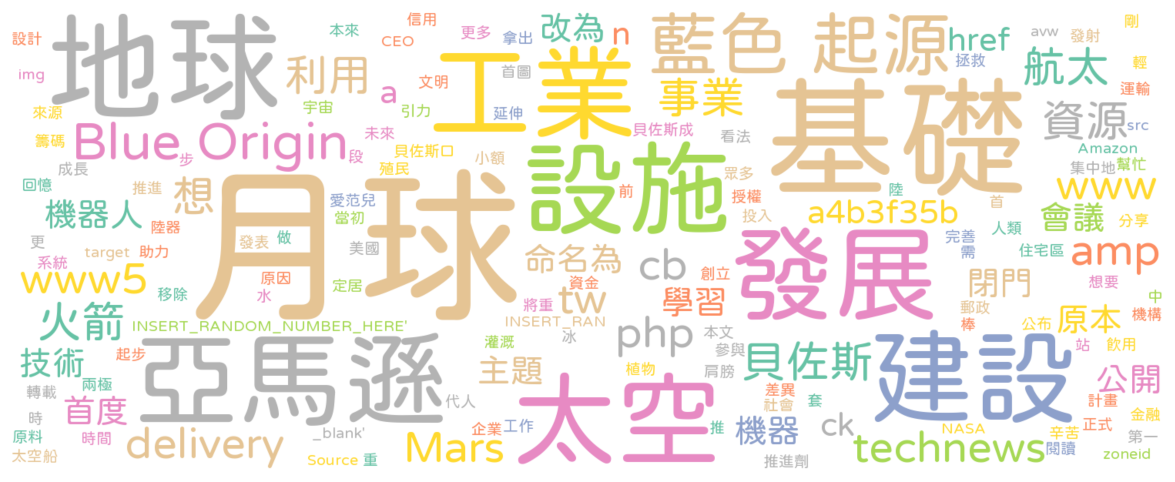 地球
設計
img
來源
籌碼
成長
回憶
Blue Origin
步
利用
本來
信用
CEO
文明
宇宙
a
引力
未來
段
更多
拿出
首圖
延伸
工業
改為
n
貝佐斯成
貝佐斯口
殖民
小額
藍色 起源
事業
看法
眾多
基礎
href
拯救
avw
發射
剛
輕
航太
運輸
資源
src
Amazon
集中地
幫忙
www
機器人
推進
想
月球
愛范兒
當初
美國
發表
做
陸器
更
系統
target
助力
www5
原因
水
定居
移除
設施
前
授權
投入
陸
首
a4b3f35b
會議
分享
人類
完善
需
住宅區
amp
想要
中
機構
命名為
cb
創立
資金
將重
tw
學習
INSERT_RAN
冰
發展
閉門
郵政
棒
公布
原本
站
飲用
火箭
INSERT_RANDOM_NUMBER_HERE'
技術
起步
兩極
轉載
首度
時
原料
時間
太空船
亞馬遜
灌溉
主題
植物
php
本文
參與
肩膀
貝佐斯
建設
公開
計畫
金融
正式
第一
zoneid
代人
太空
差異
社會
套
推
機器
ck
推進劑
NASA
辛苦
閱讀
technews
delivery
_blank'
Source
重
Mars
企業
工作